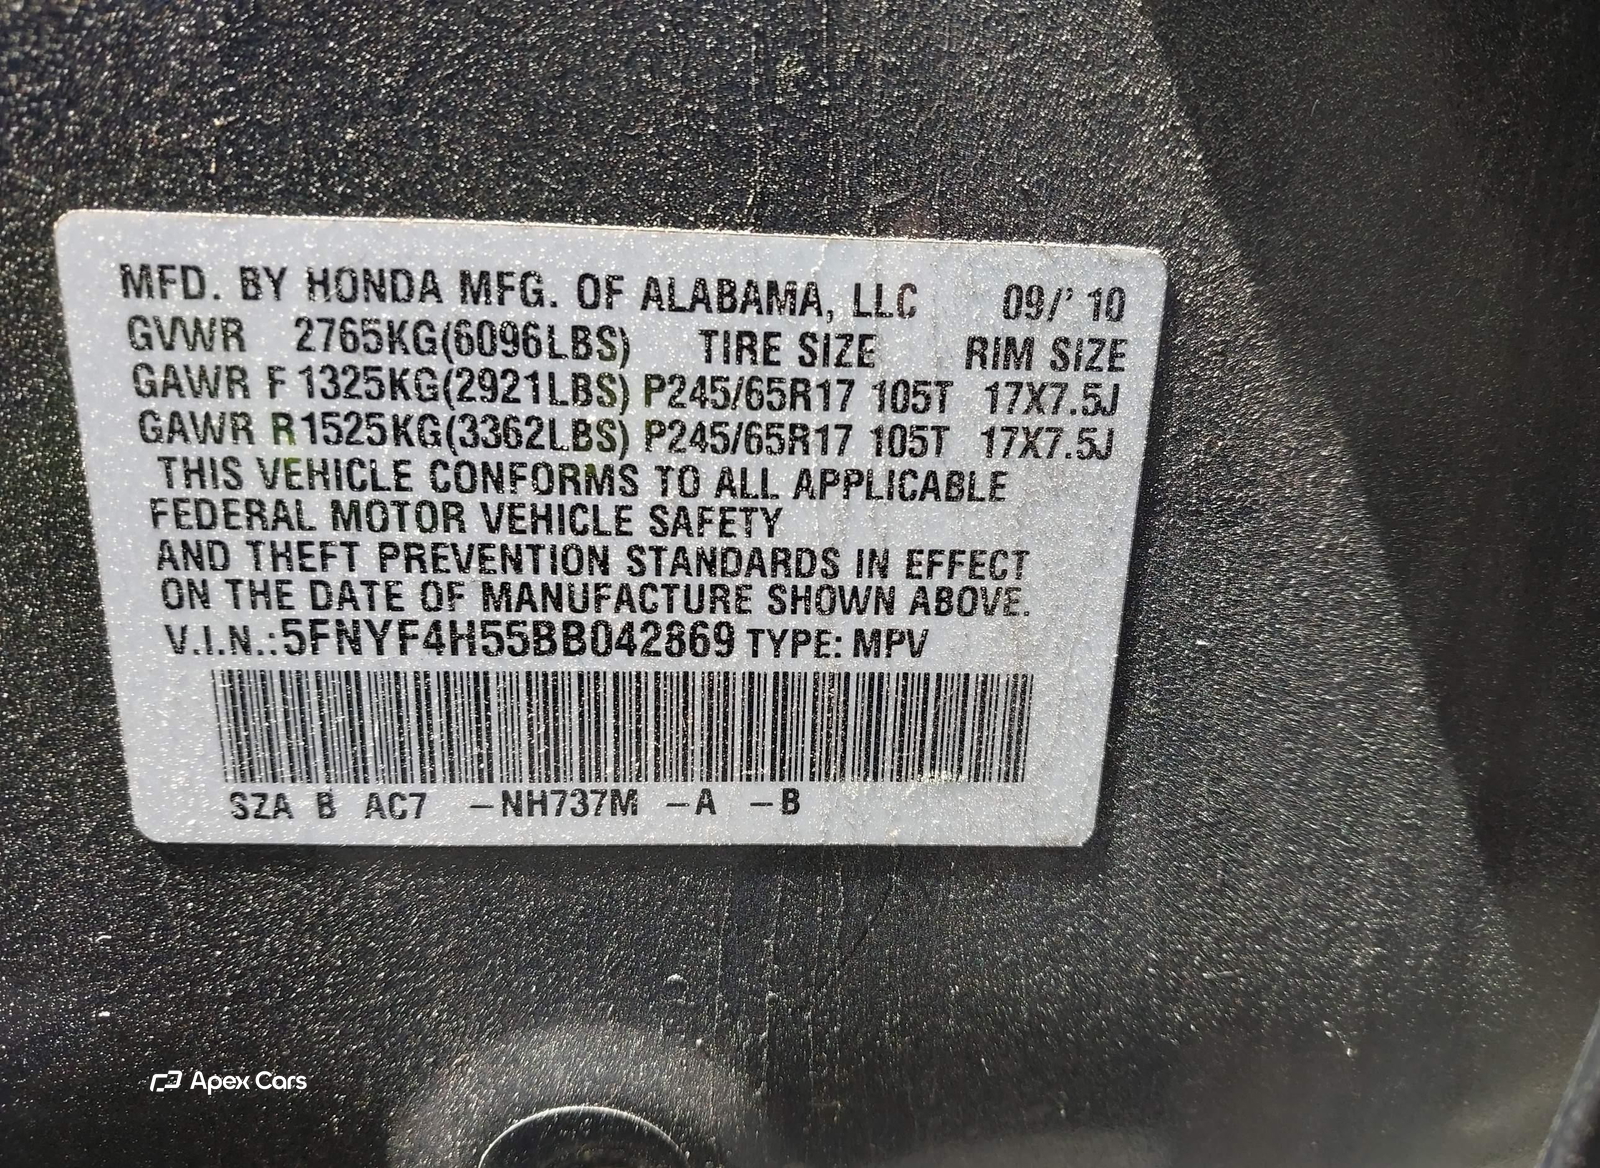 MFD. BY HONDA MFG. OF ALABAMA, LLC 09/' 10
GVWR 2765KG(6096LBS) TIRE SIZE RIM SIZE
GAWR F 1325KG(2921LBS) P245/65R17 105T 17X7.5J
GAWR R 1525KG(3362LBS) P245/65R17 105T 17X7.5J
THIS VEHICLE CONFORMS TO ALL APPLICABLE
FEDERAL MOTOR VEHICLE SAFETY
AND THEFT PREVENTION STANDARDS IN EFFECT
ON THE DATE OF MANUFACTURE SHOWN ABOVE.
V.I.N.:5FNYF4H55BB042869 TYPE: MPV
SZA B AC7 -NH737M -A -B
Apex Cars